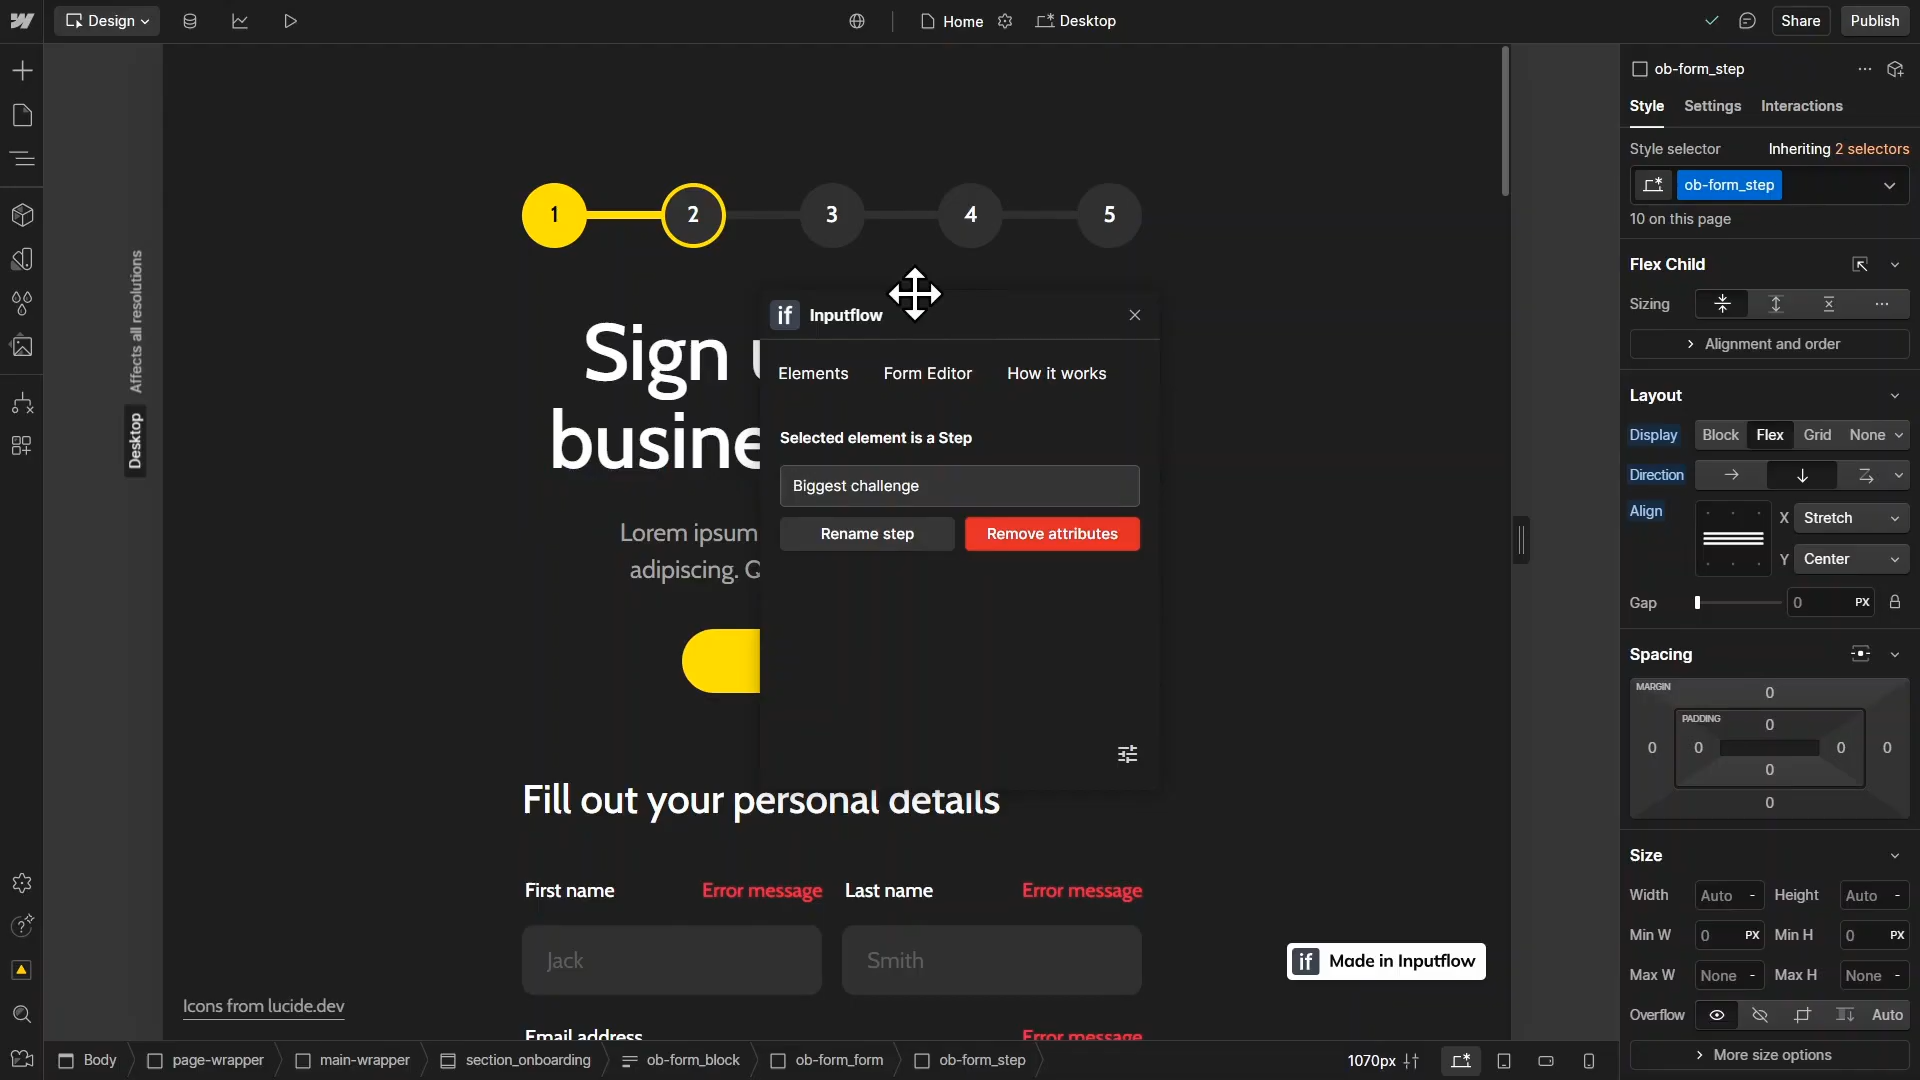 Design
Home
Desktop
Share
Publish
ob-form_step
Style
Settings
Interactions
Style selector
Inheriting 2 selectors
ob-form_step
10 on this page
Flex Child
Sizing
Alignment and order
Layout
Display
Block
Flex
Grid
None
Direction
Align
X
Stretch
Y
Center
Gap
0
PX
Spacing
MARGIN
0
PADDING
0
0
0
0
0
0
0
Size
Width
Auto
-
Height
Auto
-
Min W
0
PX
Min H
0
PX
Max W
None
-
Max H
None
-
Overflow
Auto
More size options
Affects all resolutions
Desktop
1
2
3
4
5
Sign u
busine
Lorem ipsum
adipiscing. Q
if Inputflow
Elements
Form Editor
How it works
Selected element is a Step
Biggest challenge
Rename step
Remove attributes
Fill out your personal details
First name
Error message
Last name
Error message
Jack
Smith
Email address
Error message
if Made in Inputflow
Icons from lucide.dev
Body
page-wrapper
main-wrapper
section_onboarding
ob-form_block
ob-form_form
ob-form_step
1070px